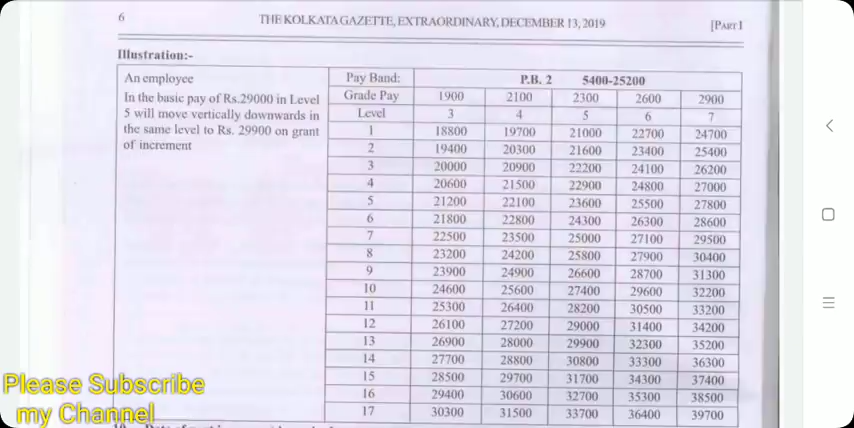 6
THE KOLKATA GAZETTE, EXTRAORDINARY, DECEMBER 13, 2019
[PART I
Illustration:-
An employee
In the basic pay of Rs.29000 in Level
5 will move vertically downwards in
the same level to Rs. 29900 on grant
of increment
Pay Band: P.B. 2 5400-25200
Grade Pay 1900 2100 2300 2600 2900
Level 3 4 5 6 7
1 18800 19700 21000 22700 24700
2 19400 20300 21600 23400 25400
3 20000 20900 22200 24100 26200
4 20600 21500 22900 24800 27000
5 21200 22100 23600 25500 27800
6 21800 22800 24300 26300 28600
7 22500 23500 25000 27100 29500
8 23200 24200 25800 27900 30400
9 23900 24900 26600 28700 31300
10 24600 25600 27400 29600 32200
11 25300 26400 28200 30500 33200
12 26100 27200 29000 31400 34200
13 26900 28000 29900 32300 35200
14 27700 28800 30800 33300 36300
15 28500 29700 31700 34300 37400
16 29400 30600 32700 35300 38500
17 30300 31500 33700 36400 39700
Please Subscribe
my Channel